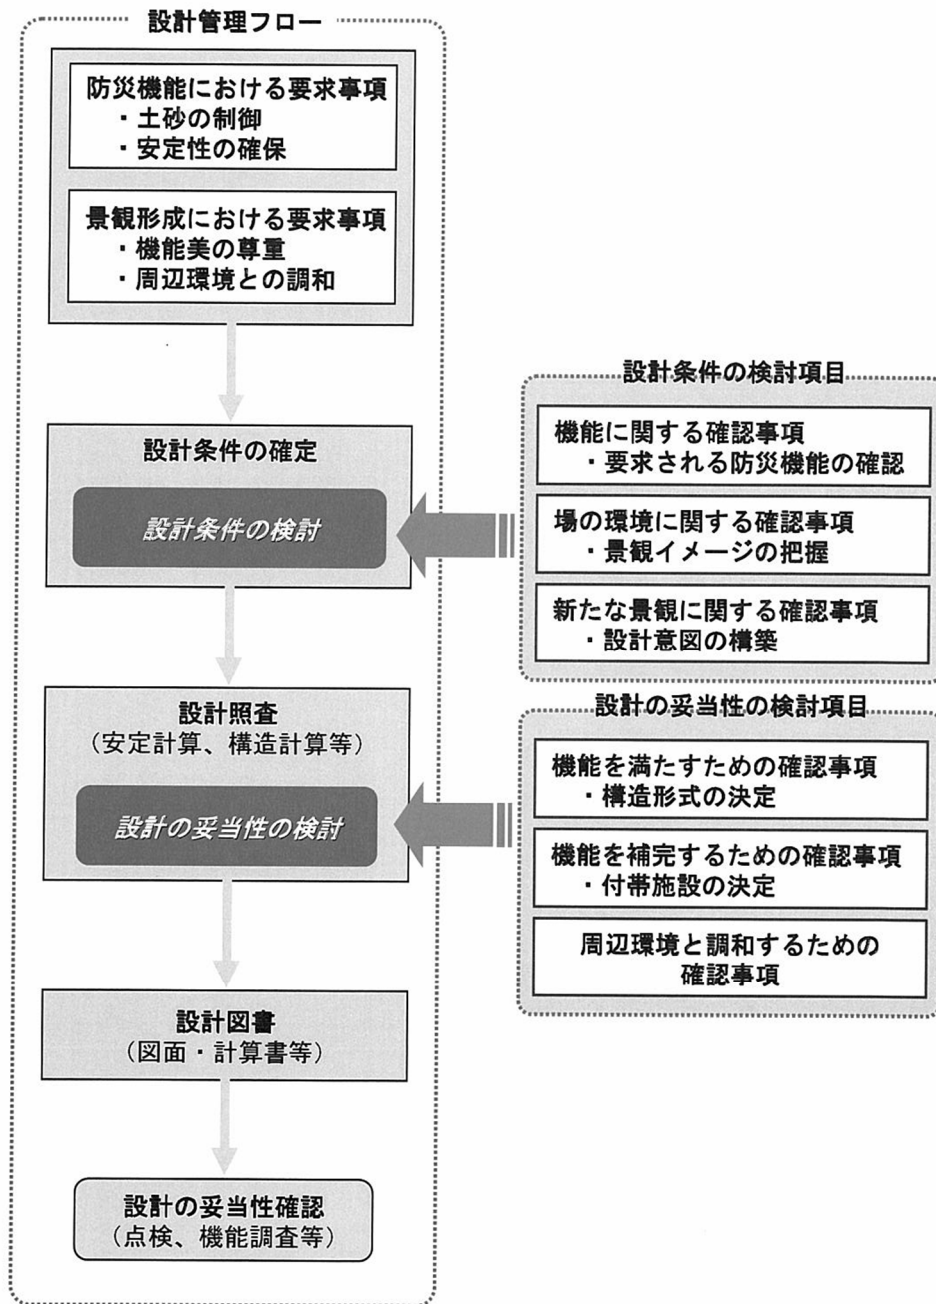 設計管理フロー
防災機能における要求事項
・土砂の制御
・安定性の確保
景観形成における要求事項
・機能美の尊重
・周辺環境との調和
設計条件の確定
設計条件の検討
設計条件の検討項目
機能に関する確認事項
・要求される防災機能の確認
場の環境に関する確認事項
・景観イメージの把握
新たな景観に関する確認事項
・設計意図の構築
設計照査
(安定計算、構造計算等)
設計の妥当性の検討
設計の妥当性の検討項目
機能を満たすための確認事項
・構造形式の決定
機能を補完するための確認事項
・付帯施設の決定
周辺環境と調和するための
確認事項
設計図書
(図面・計算書等)
設計の妥当性確認
(点検、機能調査等)